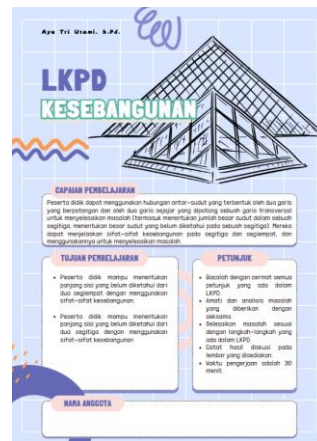 Ayu Tri Utami, S.Pd.
LKPD
KESEBANGUNAN
CAPAIAN PEMBELAJARAN
Peserta didik dapat menggunakan hubungan antar-sudut yang terbentuk oleh dua garis
yang berpotongan dan oleh dua garis sejajar yang dipotong sebuah garis transversal
untuk menyelesaikan masalah (termasuk menentukan jumlah besar sudut dalam sebuah
segitiga, menentukan besar sudut yang belum diketahui pada sebuah segitiga). Mereka
dapat menjelaskan sifat-sifat kesebangunan pada segitiga dan segiempat, dan
menggunakannya untuk menyelesaikan masalah.
TUJUAN PEMBELAJARAN
• Peserta didik mampu menentukan
panjang sisi yang belum diketahui dari
dua segiempat dengan menggunakan
sifat-sifat kesebangunan.
• Peserta didik mampu menentukan
panjang sisi yang belum diketahui dari
dua segitiga dengan menggunakan
sifat-sifat kesebangunan
PETUNJUK
• Bacalah dengan cermat semua
petunjuk yang ada dalam
LKPD.
• Amati dan analisis masalah
yang diberikan dengan
seksama
• Selesaikan masalah sesuai
dengan langkah-langkah yang
ada dalam LKPD.
• Catat hasil diskusi pada
lembar yang disediakan
• Waktu pengerjaan adalah 30
menit.
NAMA ANGGOTA